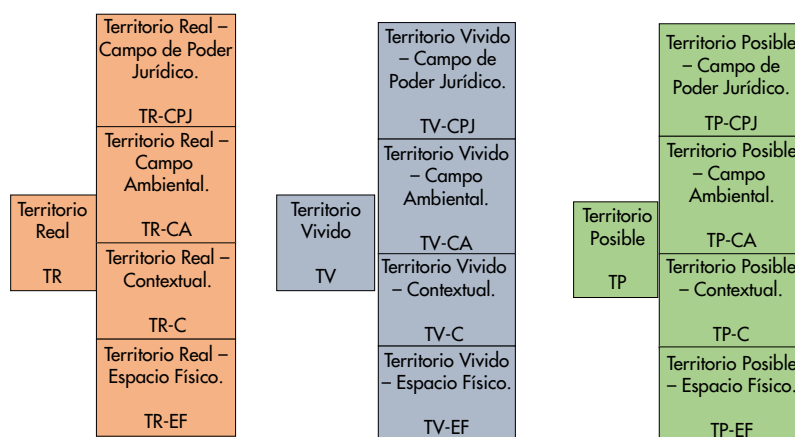 Territorio
Real
TR
Territorio Real –
Campo de Poder
Jurídico.
TR-CPJ
Territorio Real –
Campo
Ambiental.
TR-CA
Territorio Real –
Contextual.
TR-C
Territorio Real –
Espacio Físico.
TR-EF
Territorio
Vivido
TV
Territorio Vivido
– Campo de
Poder Jurídico.
TV-CPJ
Territorio Vivido
– Campo
Ambiental.
TV-CA
Territorio Vivido
– Contextual.
TV-C
Territorio Vivido
– Espacio Físico.
TV-EF
Territorio
Posible
TP
Territorio Posible
– Campo de
Poder Jurídico.
TP-CPJ
Territorio Posible
– Campo
Ambiental.
TP-CA
Territorio Posible
– Contextual.
TP-C
Territorio Posible
– Espacio Físico.
TP-EF